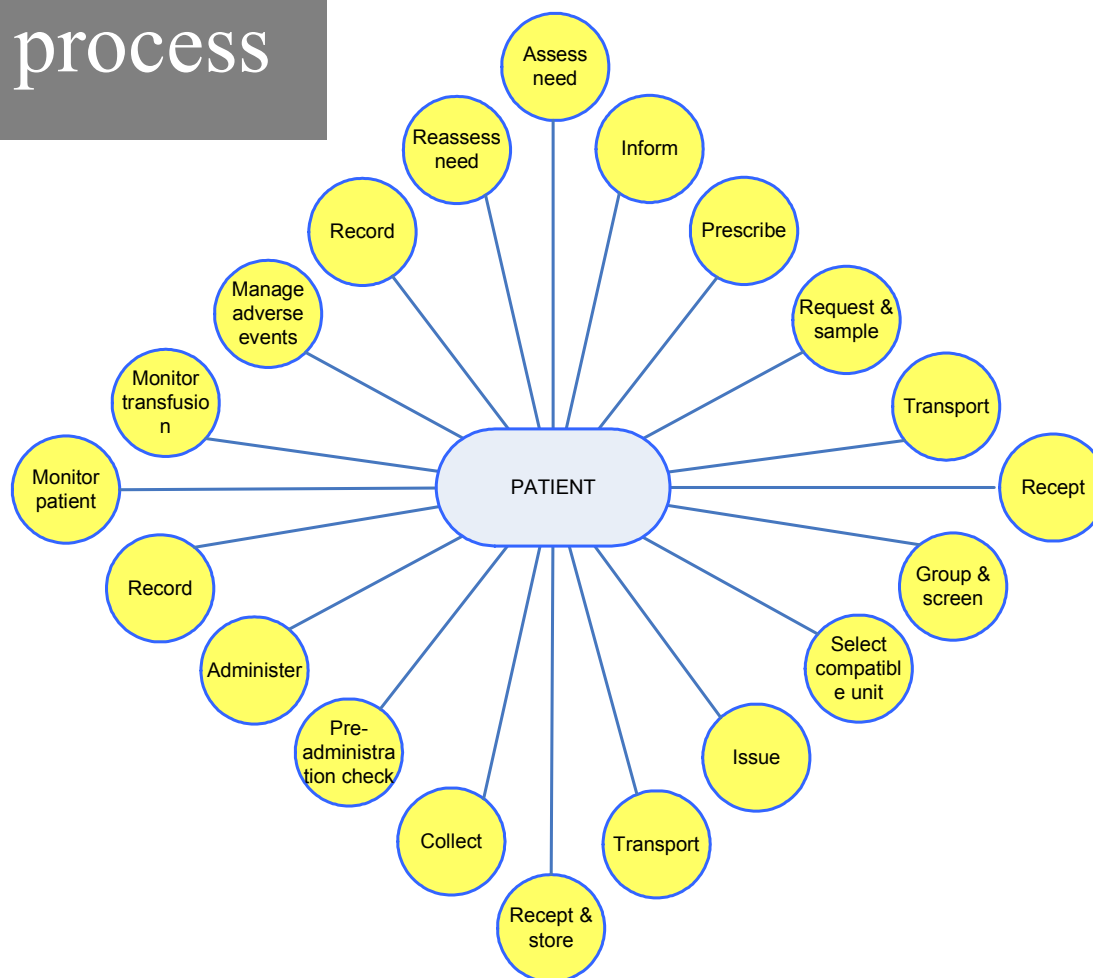 process
Assess
need
Inform
Prescribe
Request &
sample
Transport
Recept
Group &
screen
Select
compatibl
e unit
Issue
Transport
Recept &
store
Collect
Pre-
administra
tion check
Administer
Record
Monitor
patient
Monitor
transfusio
n
Manage
adverse
events
Record
Reassess
need
PATIENT